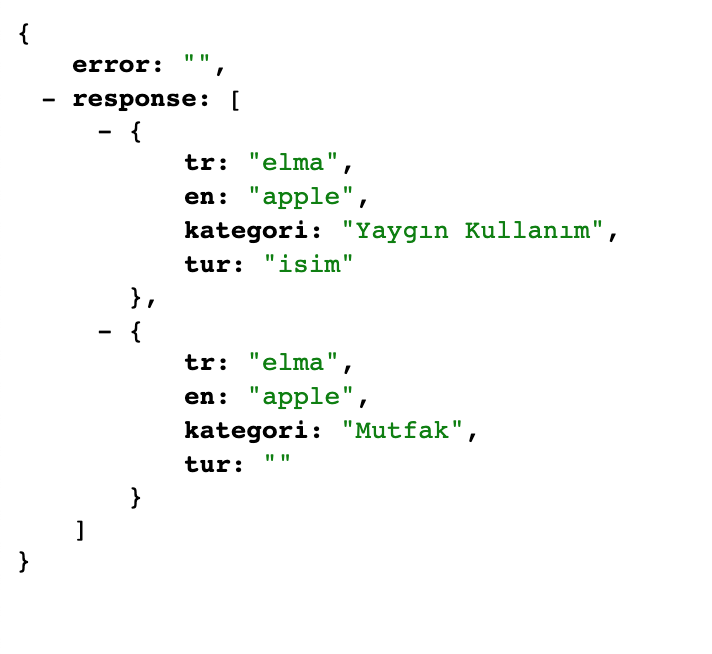 {
error: "",
- response: [
- {
tr: "elma",
en: "apple",
kategori: "Yaygın Kullanım",
tur: "isim"
},
- {
tr: "elma",
en: "apple",
kategori: "Mutfak",
tur: ""
}
]
}